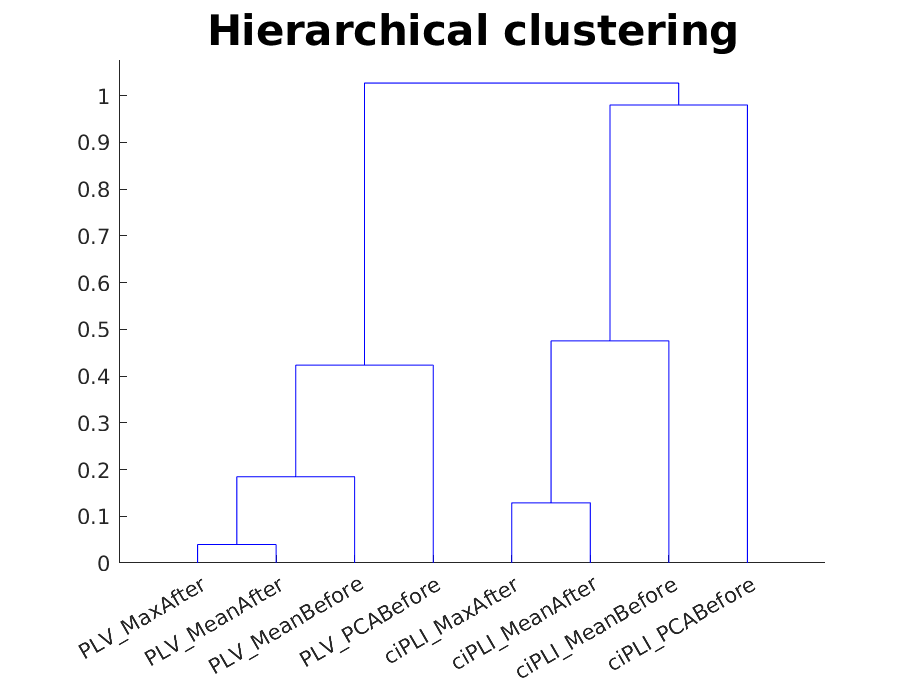 Hierarchical clustering
1
0.9
0.8
0.7
0.6
0.5
0.4
0.3
0.2
0.1
0
PLV_MaxAfter
PLV_MeanAfter
PLV_MeanBefore
PLV_PCABefore
ciPLI_MaxAfter
ciPLI_MeanAfter
ciPLI_MeanBefore
ciPLI_PCABefore